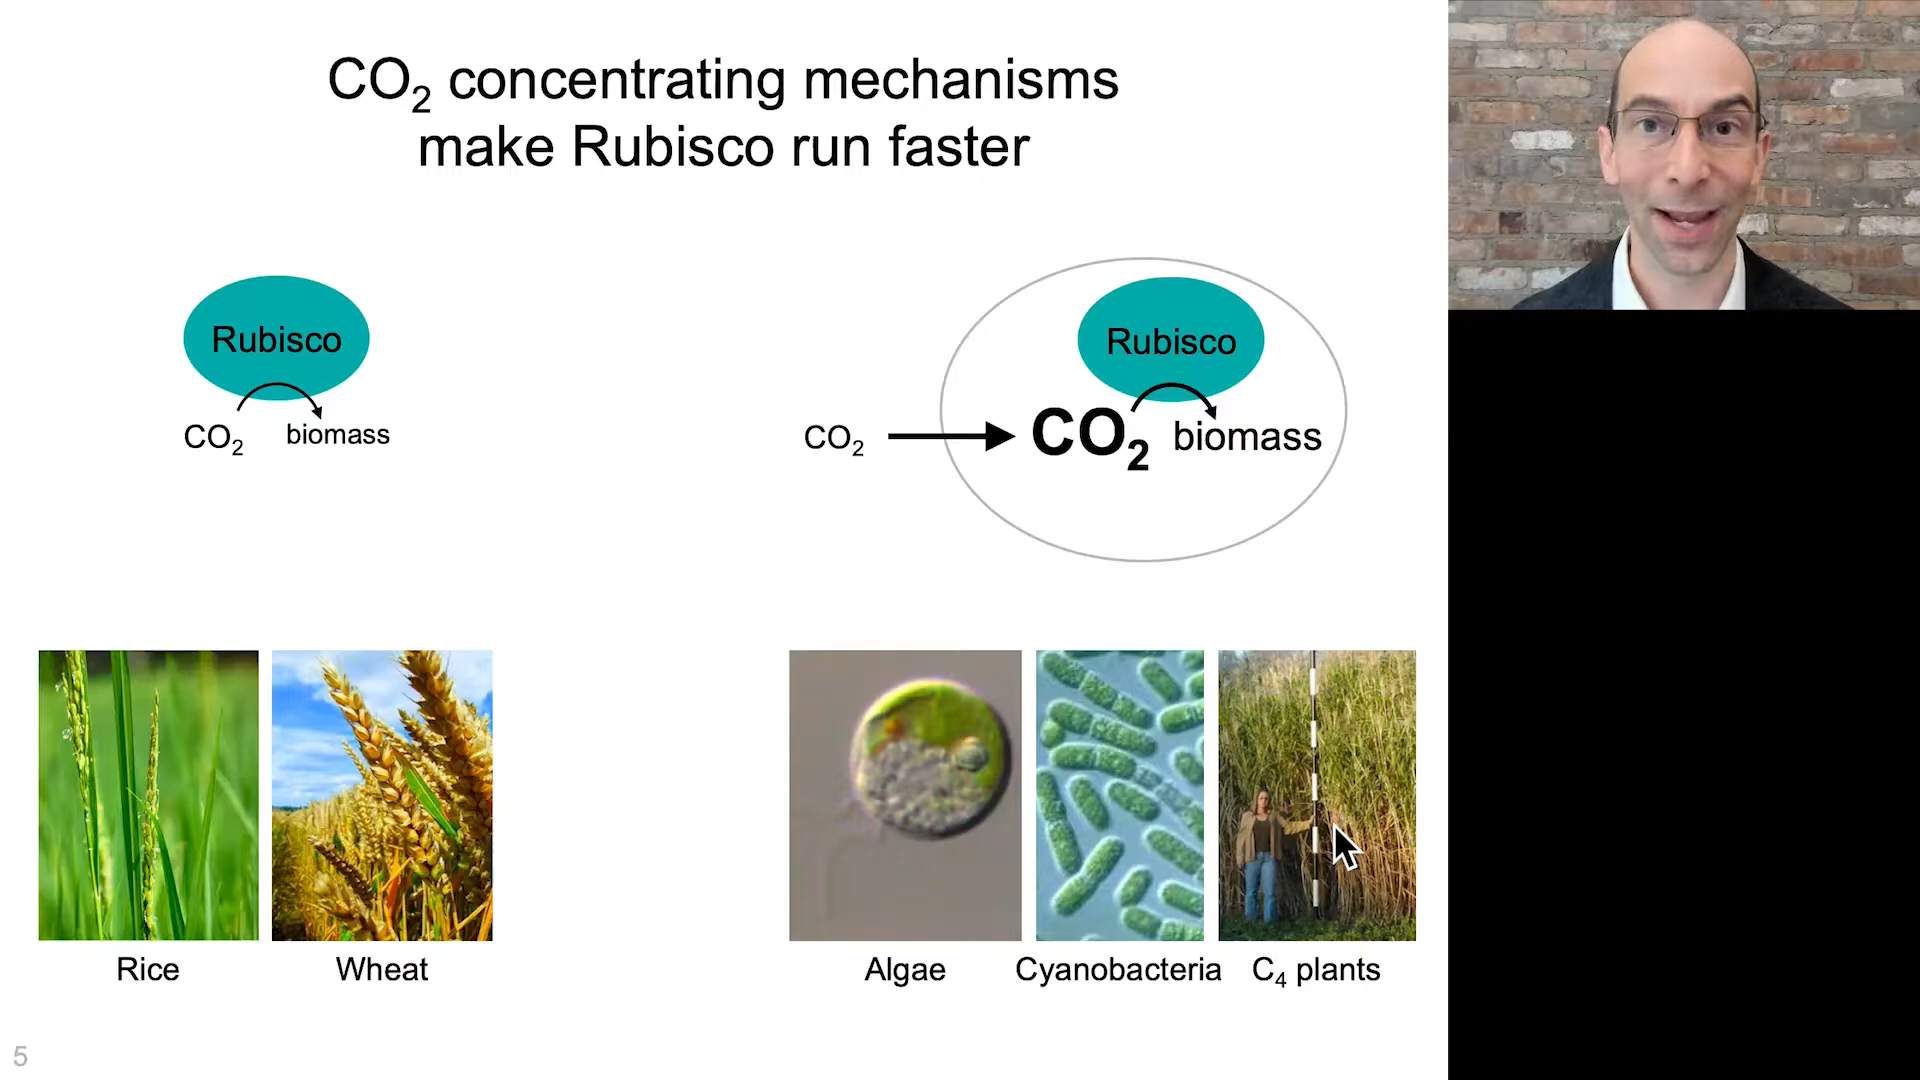 CO₂ concentrating mechanisms
make Rubisco run faster
Rubisco
CO₂ biomass
Rubisco
CO₂ CO₂ biomass
Rice
Wheat
Algae
Cyanobacteria
C₄ plants
5